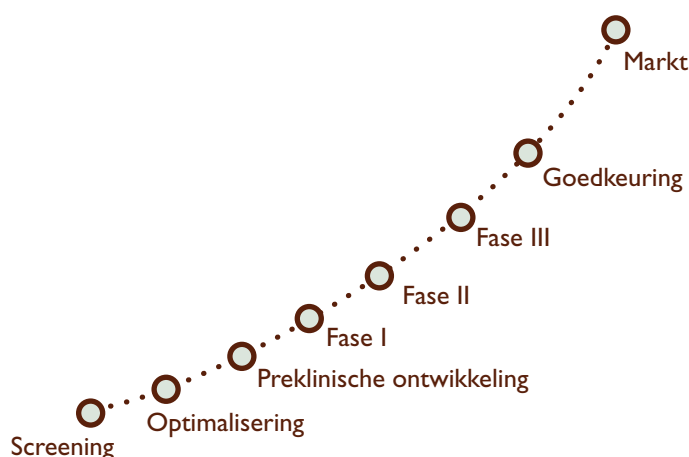 Markt
Goedkeuring
Fase III
Fase II
Fase I
Preklinische ontwikkeling
Optimalisering
Screening